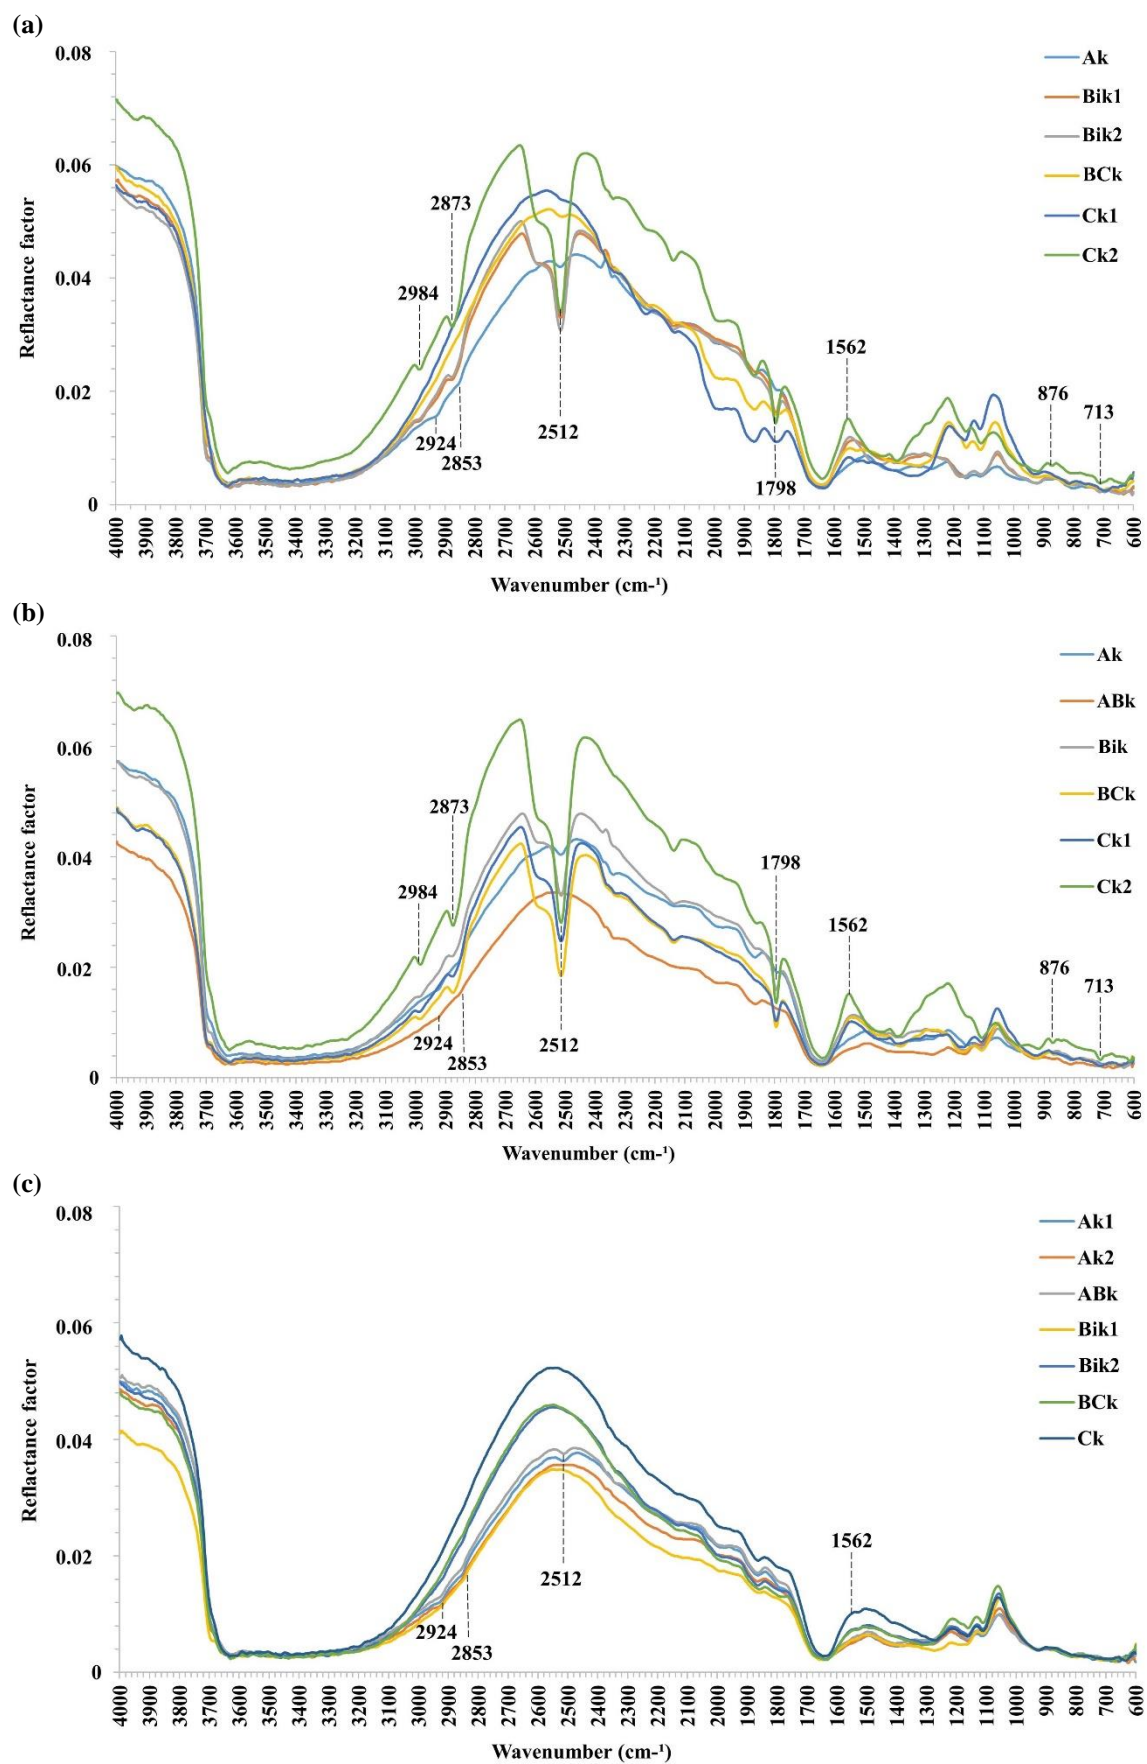 (a)
0.08
0.06
0.04
0.02
0
Reflactance factor
Ak
Bik1
Bik2
BCk
Ck1
Ck2
2984
2873
2924
2853
2512
1798
1562
876
713
4000 3900 3800 3700 3600 3500 3400 3300 3200 3100 3000 2900 2800 2700 2600 2500 2400 2300 2200 2100 2000 1900 1800 1700 1600 1500 1400 1300 1200 1100 1000 900 800 700 600
Wavenumber (cm-¹)
(b)
0.08
0.06
0.04
0.02
0
Reflactance factor
Ak
ABk
Bik
BCk
Ck1
Ck2
2984
2873
2924
2853
2512
1798
1562
876
713
4000 3900 3800 3700 3600 3500 3400 3300 3200 3100 3000 2900 2800 2700 2600 2500 2400 2300 2200 2100 2000 1900 1800 1700 1600 1500 1400 1300 1200 1100 1000 900 800 700 600
Wavenumber (cm-¹)
(c)
0.08
0.06
0.04
0.02
0
Reflactance factor
Ak1
Ak2
ABk
Bik1
Bik2
BCk
Ck
2924
2853
2512
1562
4000 3900 3800 3700 3600 3500 3400 3300 3200 3100 3000 2900 2800 2700 2600 2500 2400 2300 2200 2100 2000 1900 1800 1700 1600 1500 1400 1300 1200 1100 1000 900 800 700 600
Wavenumber (cm-¹)